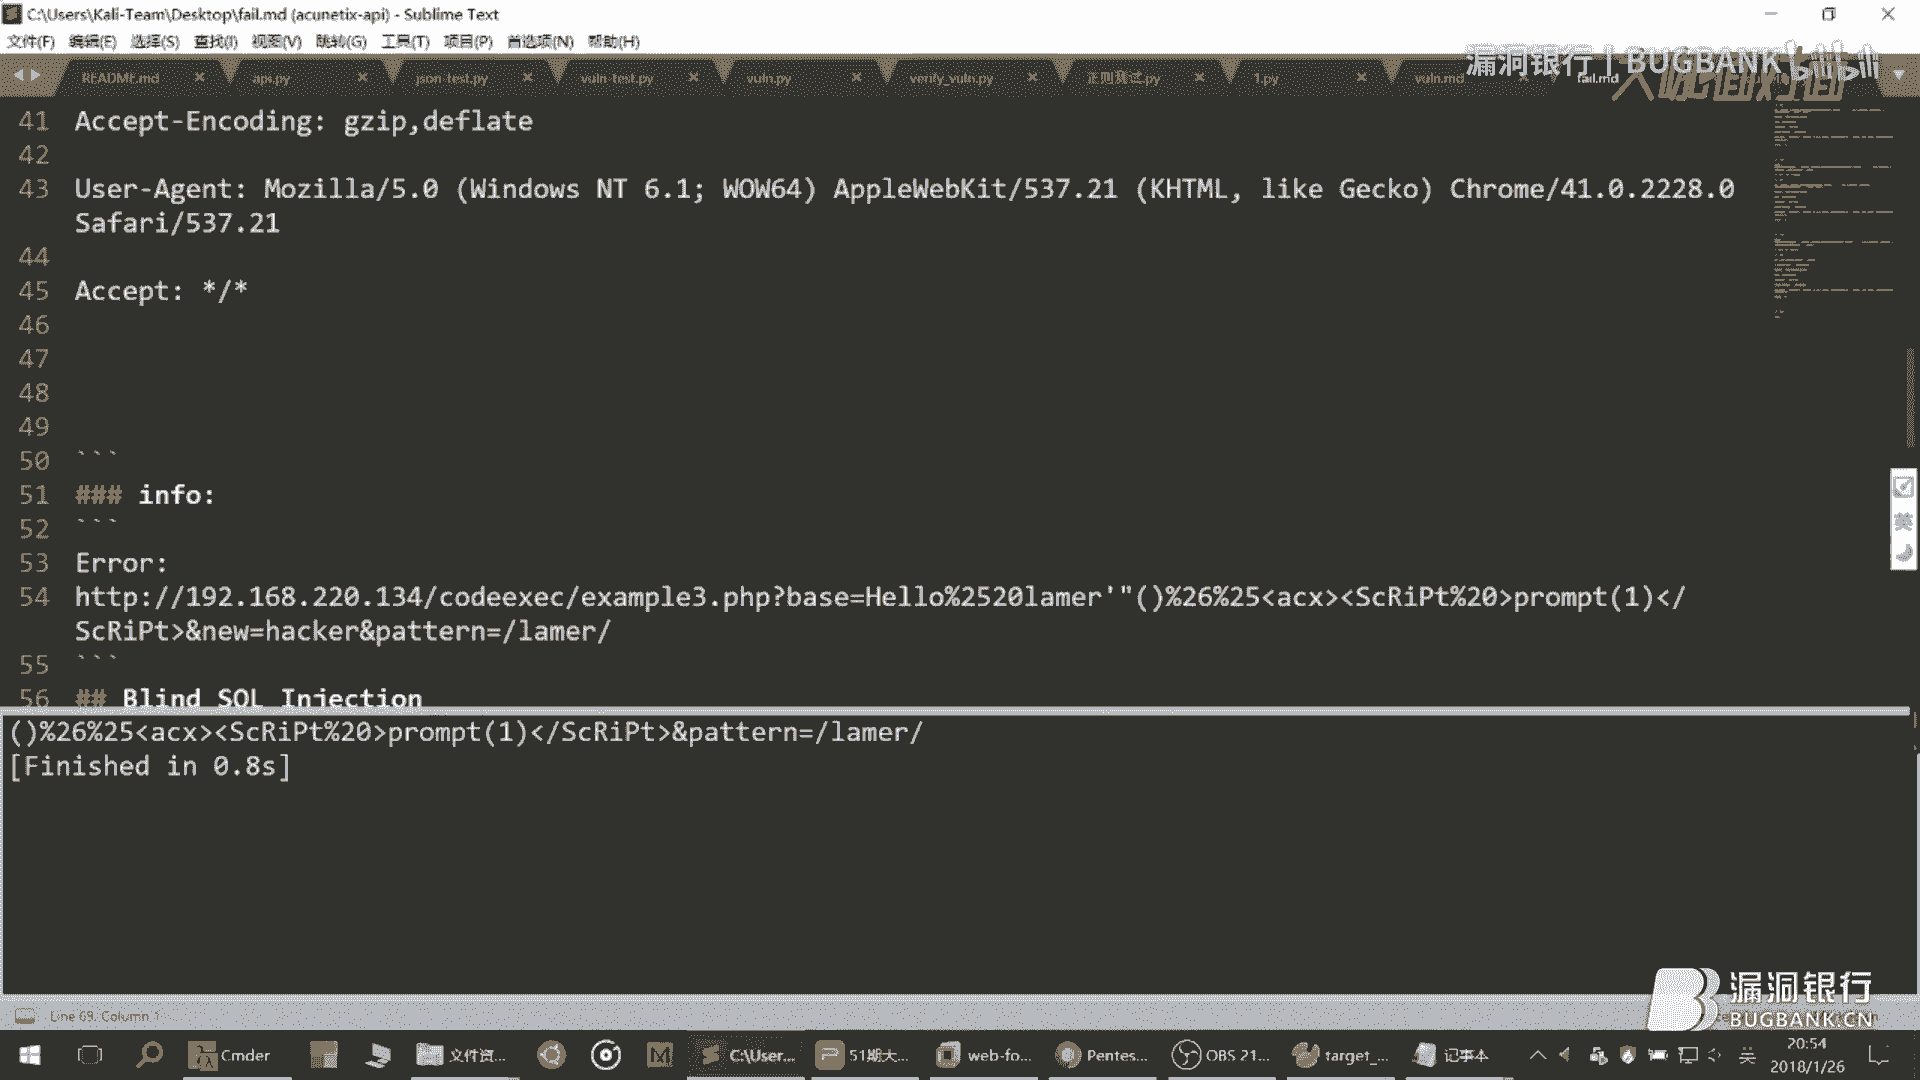 C:\Users\Kali-Team\Desktop\fail.md (acunetix-api) - Sublime Text
文件(F) 编辑(E) 选择(S) 查找(I) 视图(V) 跳转(G) 工具(T) 项目(P) 首选项(N) 帮助(H)
README.md api.py json-test.py vuln-test.py vuln.py verify_vuln.py 正则测试.py 1.py vuln.md fail.md
漏洞银行 | BUGBANK bilibili
大咖面对面
41 Accept-Encoding: gzip,deflate
42
43 User-Agent: Mozilla/5.0 (Windows NT 6.1; WOW64) AppleWebKit/537.21 (KHTML, like Gecko) Chrome/41.0.2228.0
Safari/537.21
44
45 Accept: */*
46
47
48
49
50 ```
51 ### info:
52 ```
53 Error:
54 http://192.168.220.134/codeexec/example3.php?base=Hello%2520lamer'"()%26%25<acx><ScRiPt%20>prompt(1)</
ScRiPt>&new=hacker&pattern=/lamer/
55 ```
56 ## Blind SQL Injection
()%26%25<acx><ScRiPt%20>prompt(1)</ScRiPt>&pattern=/lamer/
[Finished in 0.8s]
英
漏洞银行
BUGBANK.CN
Line 69, Column 1
Cmder 文件资... C:\User... 51期大... web-fo... Pentes... OBS 21... target_... 记事本 英 20:54
2018/1/26